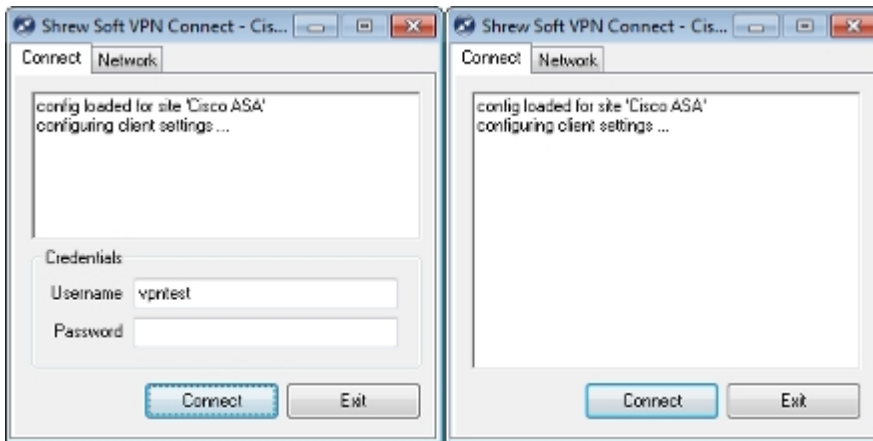 Shrew Soft VPN Connect - Cis...
Connect
Network
config loaded for site 'Cisco ASA'
configuring client settings ...
Credentials
Username
vpntest
Password
Connect
Exit
Shrew Soft VPN Connect - Cis...
Connect
Network
config loaded for site 'Cisco ASA'
configuring client settings ...
Connect
Exit